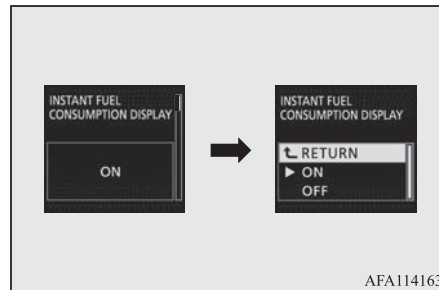 INSTANT FUEL
CONSUMPTION DISPLAY
ON
INSTANT FUEL
CONSUMPTION DISPLAY
RETURN
ON
OFF
AFA114163